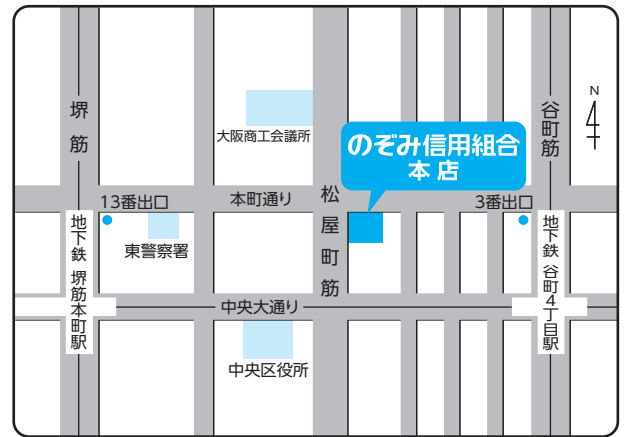 N
堺筋
谷町筋
大阪商工会議所
のぞみ信用組合
本店
13番出口
本町通り
松屋町筋
3番出口
地下鉄 堺筋本町駅
東警察署
地下鉄 谷町4丁目駅
中央大通り
中央区役所